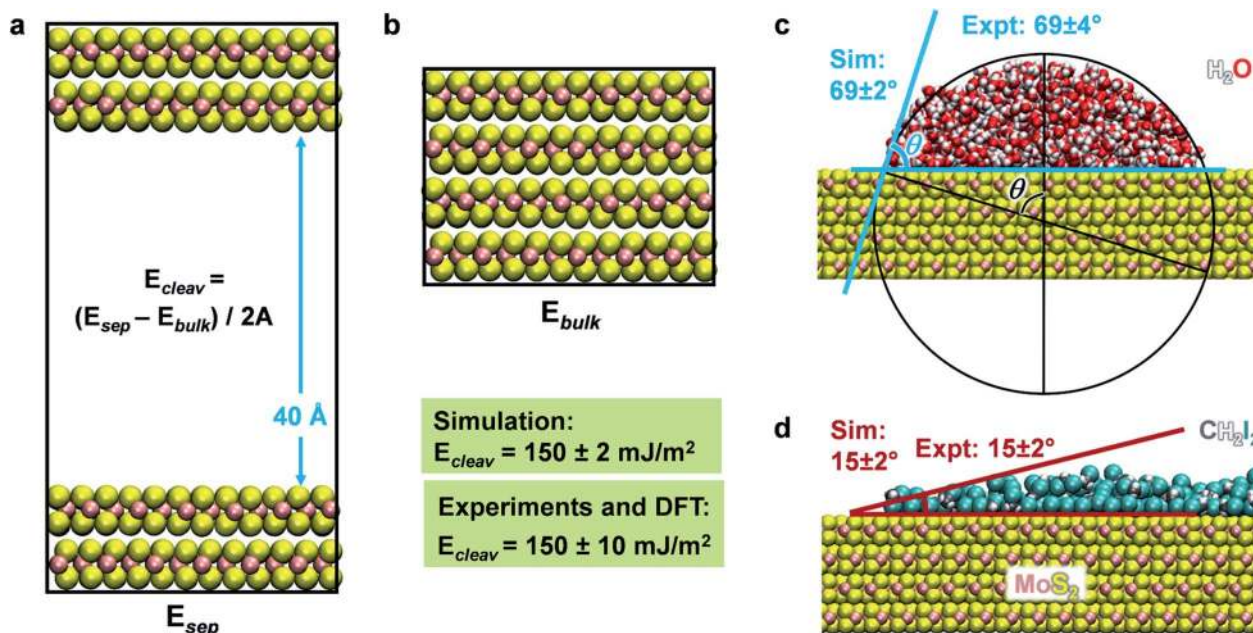 a
E_cleav =
(E_sep – E_bulk) / 2A
40 Å
E_sep
b
E_bulk
Simulation:
E_cleav = 150 ± 2 mJ/m²
Experiments and DFT:
E_cleav = 150 ± 10 mJ/m²
c
Expt: 69±4°
Sim:
69±2°
H₂O
θ
θ
d
Sim:
15±2°
Expt: 15±2°
CH₂I₂
MoS₂